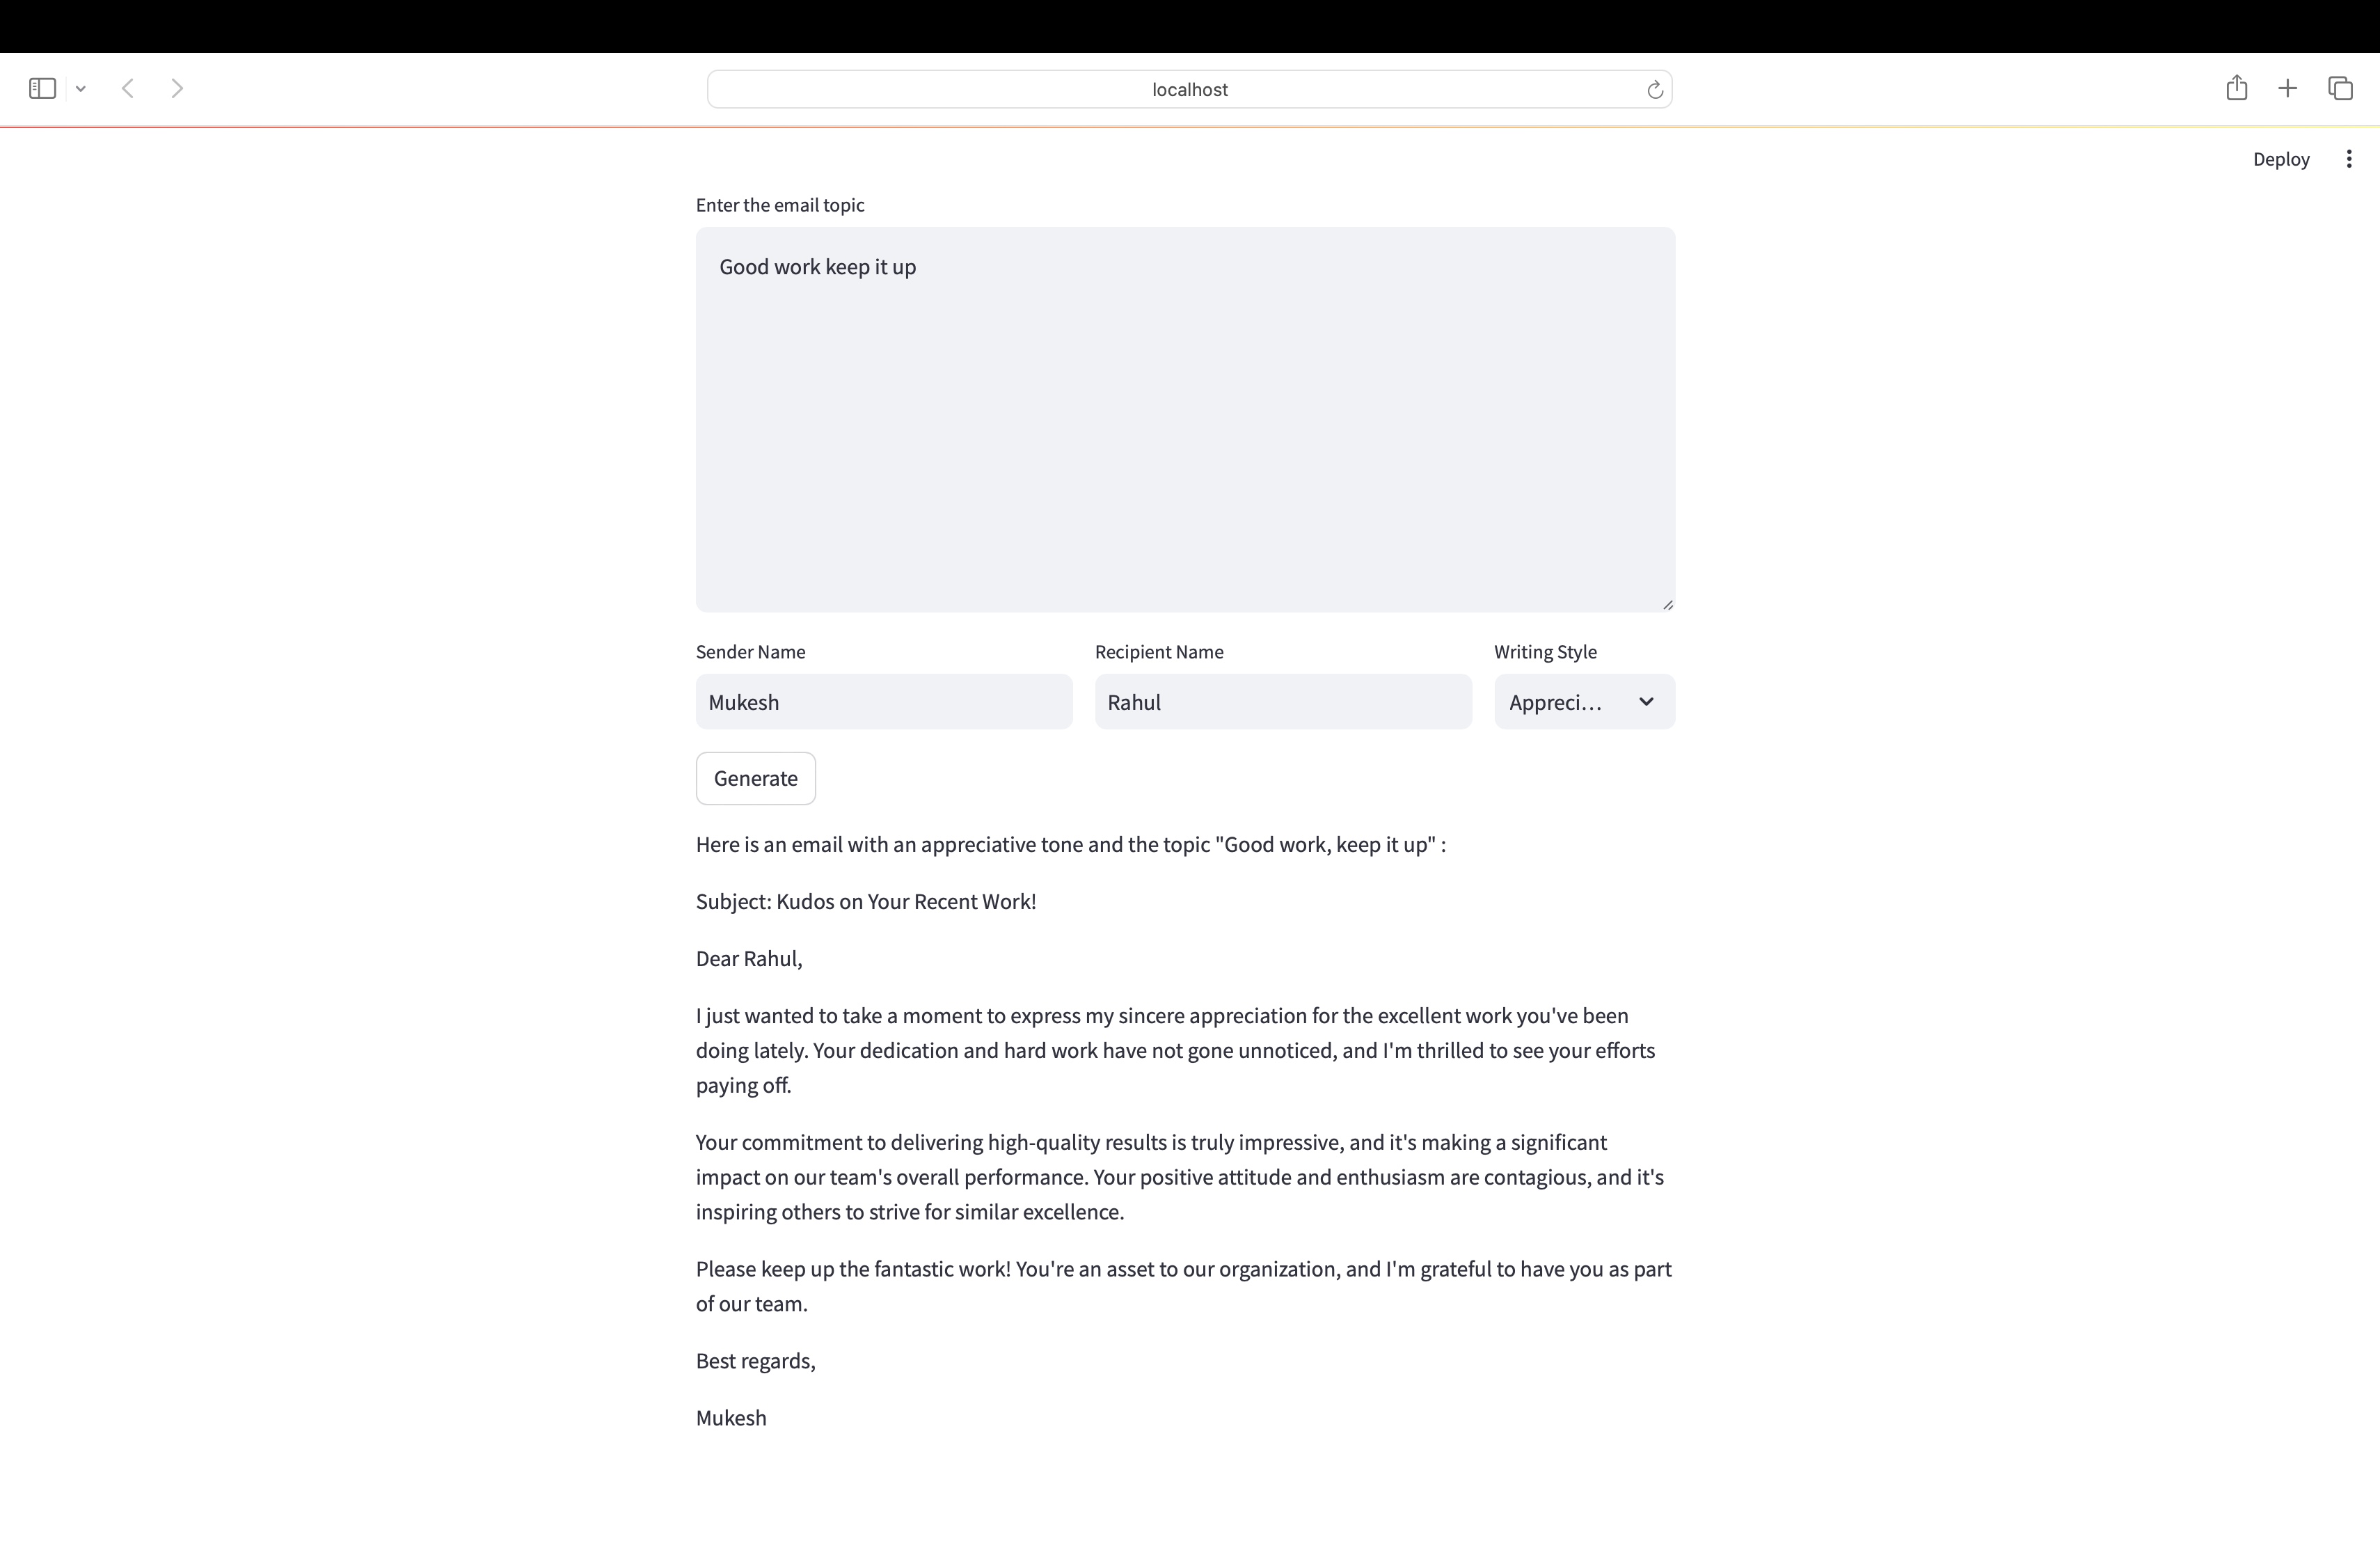 localhost
Deploy
Enter the email topic
Good work keep it up
Sender Name
Recipient Name
Writing Style
Mukesh
Rahul
Appreci...
Generate
Here is an email with an appreciative tone and the topic "Good work, keep it up" :
Subject: Kudos on Your Recent Work!
Dear Rahul,
I just wanted to take a moment to express my sincere appreciation for the excellent work you've been
doing lately. Your dedication and hard work have not gone unnoticed, and I'm thrilled to see your efforts
paying off.
Your commitment to delivering high-quality results is truly impressive, and it's making a significant
impact on our team's overall performance. Your positive attitude and enthusiasm are contagious, and it's
inspiring others to strive for similar excellence.
Please keep up the fantastic work! You're an asset to our organization, and I'm grateful to have you as part
of our team.
Best regards,
Mukesh